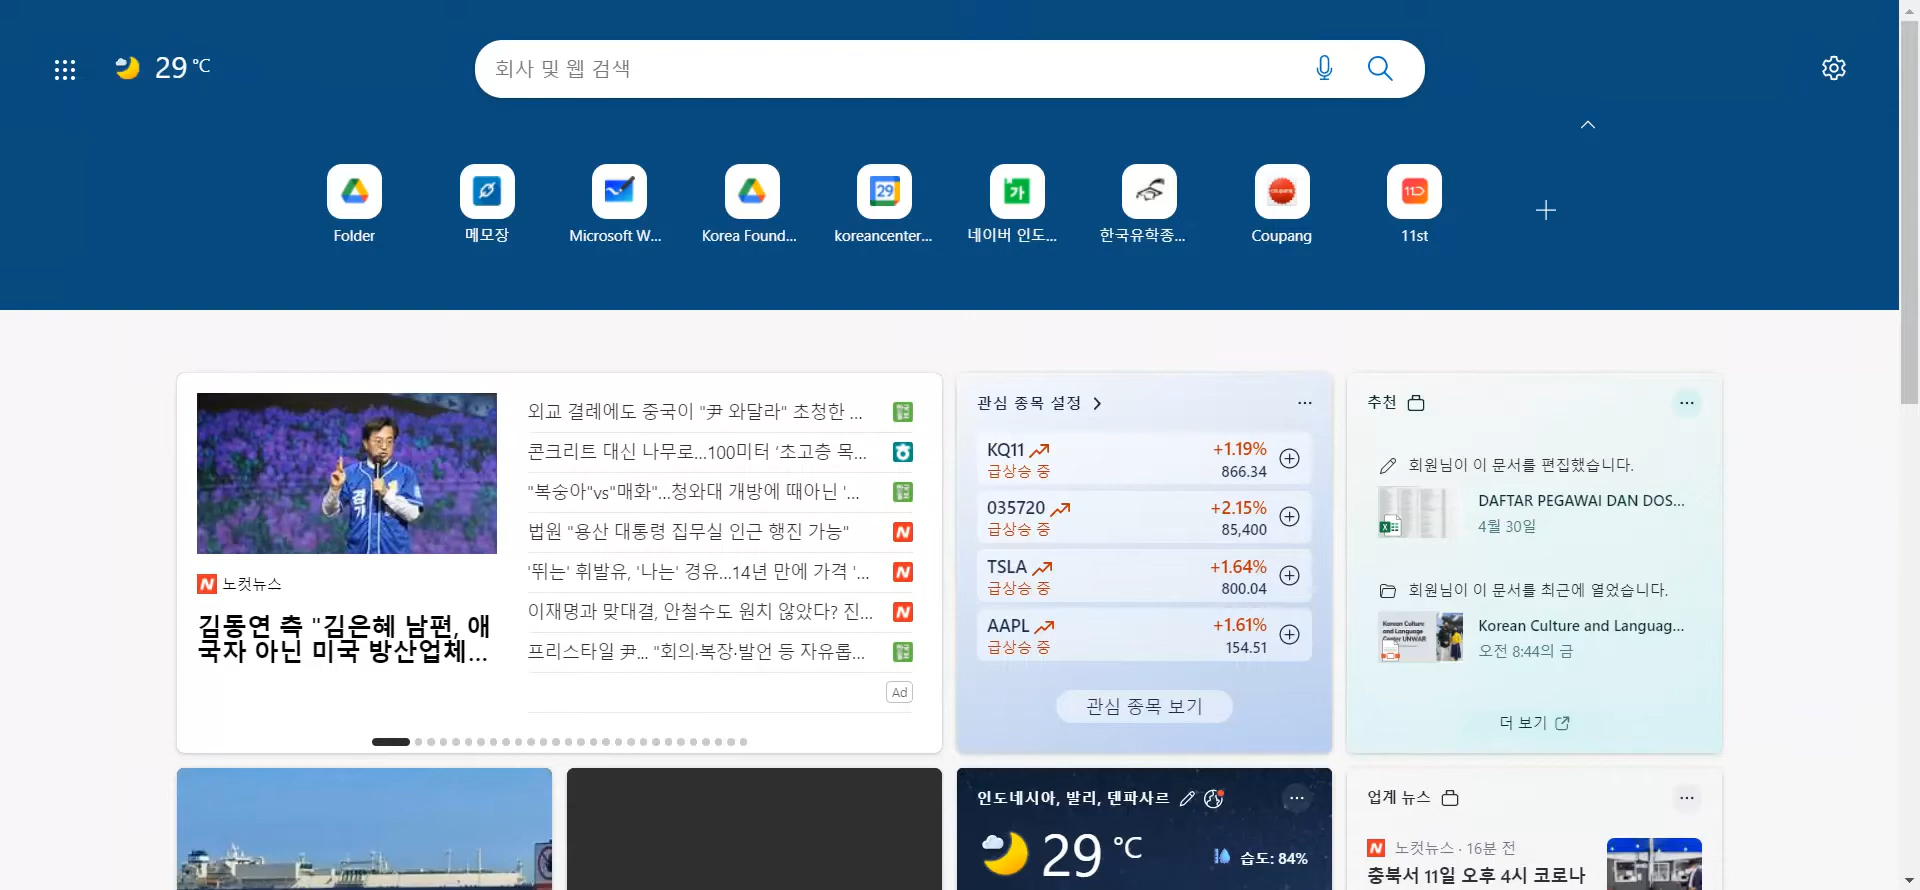 29 °C
회사 및 웹 검색
Folder
메모장
Microsoft W...
Korea Found...
29
koreancenter...
가
네이버 인도...
한국유학종...
coupang
Coupang
11
11st
노컷뉴스
김동연 측 "김은혜 남편, 애
국자 아닌 미국 방산업체...
외교 결례에도 중국이 "尹 와달라" 초청한 ...
콘크리트 대신 나무로...100미터 '초고층 목...
"복숭아"vs"매화"...청와대 개방에 때아닌 '...
법원 "용산 대통령 집무실 인근 행진 가능"
'뛰는' 휘발유, '나는' 경유...14년 만에 가격 '...
이재명과 맞대결, 안철수도 원치 않았다? 진...
프리스타일 尹... "회의·복장·발언 등 자유롭...
Ad
관심 종목 설정
KQ11 +1.19%
급상승 중 866.34
035720 +2.15%
급상승 중 85,400
TSLA +1.64%
급상승 중 800.04
AAPL +1.61%
급상승 중 154.51
관심 종목 보기
추천
회원님이 이 문서를 편집했습니다.
DAFTAR PEGAWAI DAN DOS...
4월 30일
회원님이 이 문서를 최근에 열었습니다.
Korean Culture
and Language
Center UNWAR
Korean Culture and Languag...
오전 8:44의 금
더 보기
인도네시아, 발리, 덴파사르
29 °C
습도: 84%
업계 뉴스
노컷뉴스 · 16분 전
충북서 11일 오후 4시 코로나